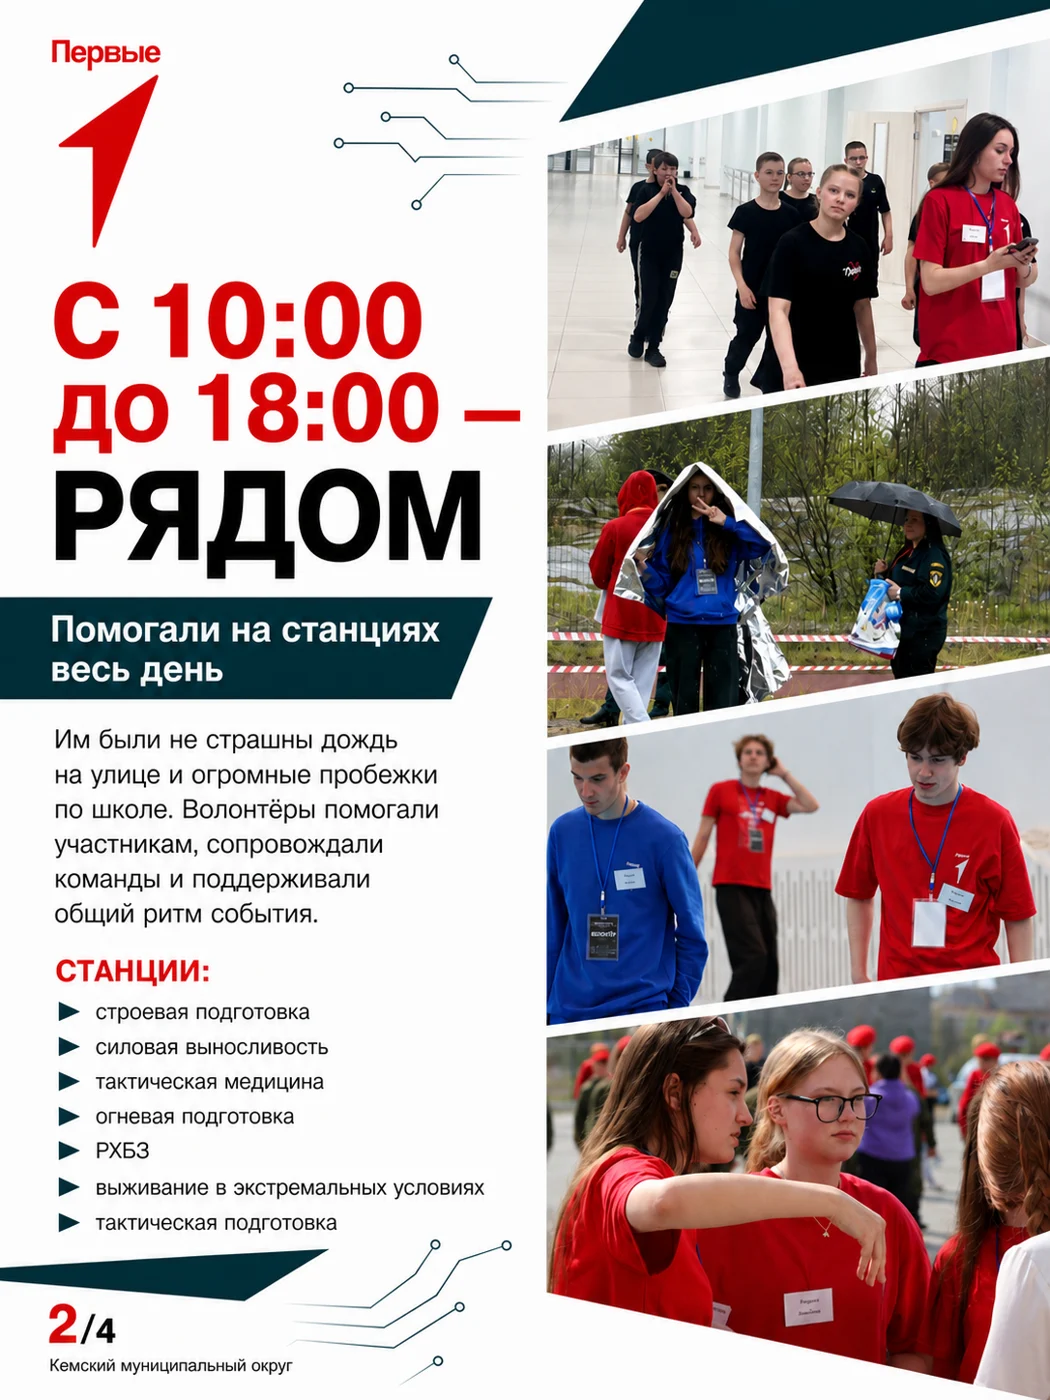 Первые
С 10:00
до 18:00 –
РЯДОМ
Помогали на станциях
весь день
Им были не страшны дождь
на улице и огромные пробежки
по школе. Волонтёры помогали
участникам, сопровождали
команды и поддерживали
общий ритм события.
СТАНЦИИ:
строевая подготовка
силовая выносливость
тактическая медицина
огневая подготовка
РХБЗ
выживание в экстремальных условиях
тактическая подготовка
2/4
Кемский муниципальный округ